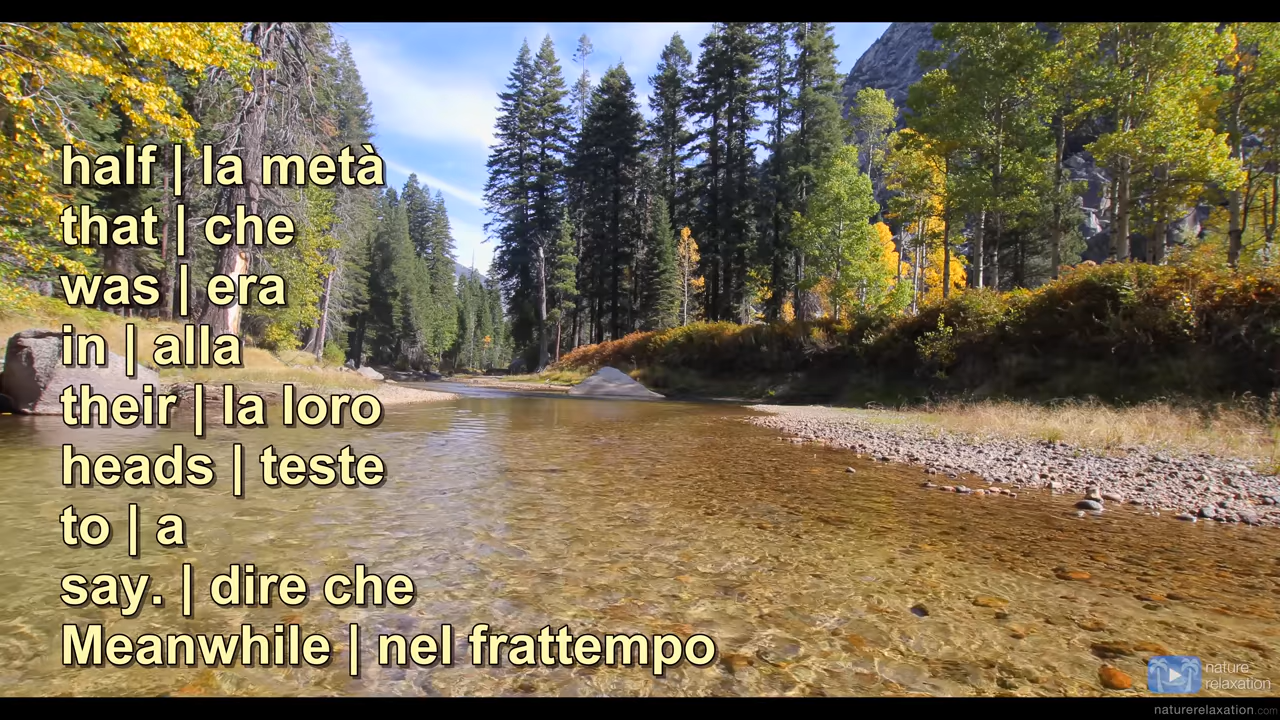 half | la metà
that | che
was | era
in | alla
their | la loro
heads | teste
to | a
say. | dire che
Meanwhile | nel frattempo
nature
relaxation
naturerelaxation.com